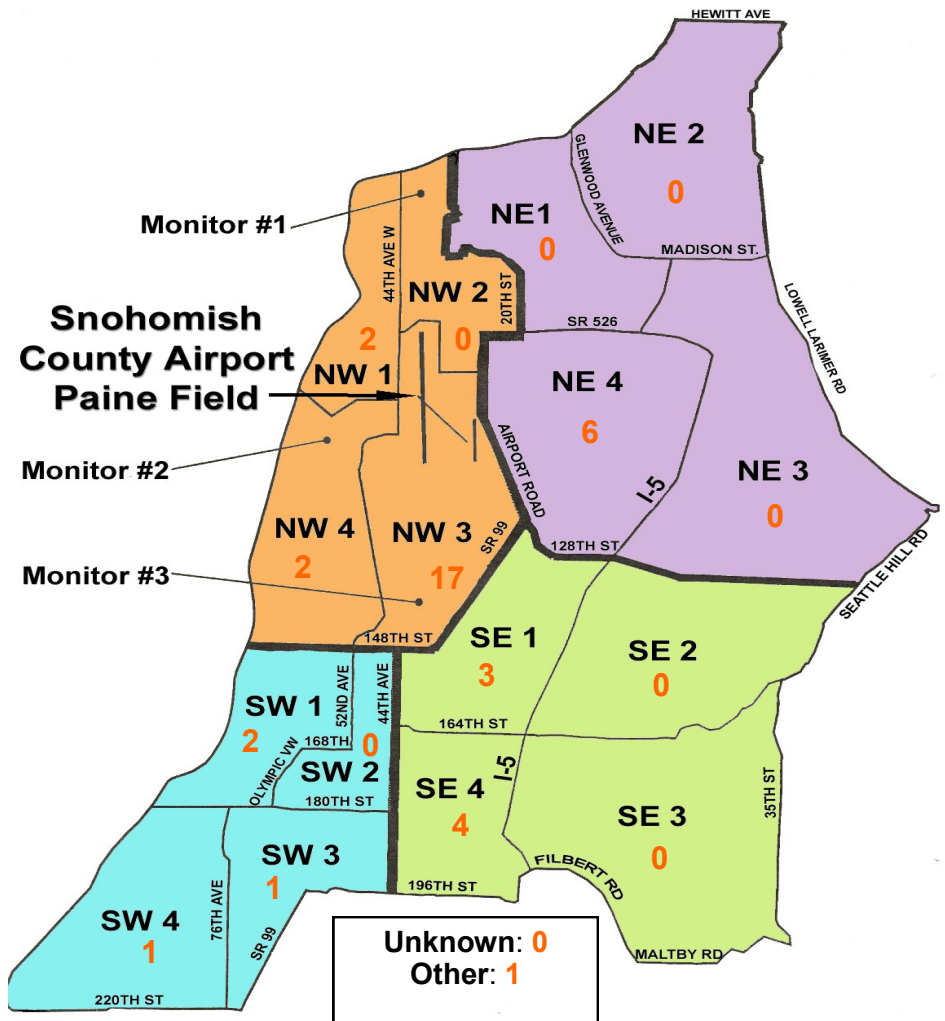 HEWITT AVE
NE 2
0
GLENWOOD AVENUE
MADISON ST.
NE1
0
Monitor #1
44TH AVE W
NW 2
0
20TH ST
SR 526
LOWELL LARIMER RD
Snohomish
County Airport
Paine Field
2
NW 1
NE 4
6
AIRPORT ROAD
I-5
NE 3
0
Monitor #2
NW 4
2
NW 3
17
SR 99
128TH ST
SEATTLE HILL RD
Monitor #3
148TH ST
SE 1
3
SE 2
0
164TH ST
SW 1
2
52ND AVE
44TH AVE
0
168TH
SW 2
OLYMPIC VW
180TH ST
I-5
SE 4
4
SE 3
0
35TH ST
196TH ST
FILBERT RD
MALTBY RD
SW 3
1
76TH AVE
SR 99
SW 4
1
220TH ST
Unknown: 0
Other: 1